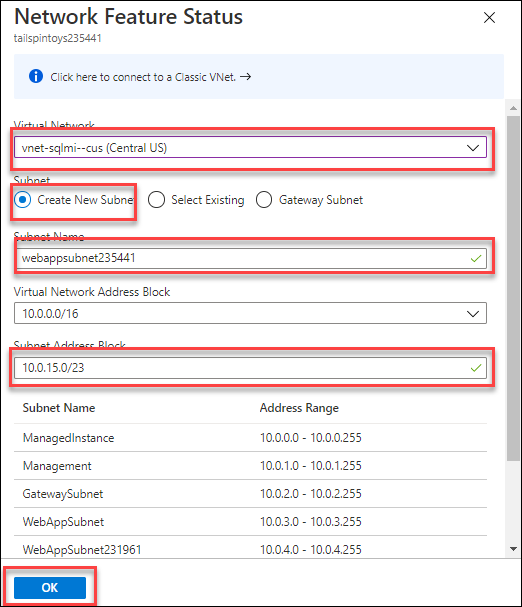 Network Feature Status
tailspintoys235441
Click here to connect to a Classic VNet. →
Virtual Network
vnet-sqlmi--cus (Central US)
Subnet
Create New Subnet Select Existing Gateway Subnet
Subnet Name
webappsubnet235441
Virtual Network Address Block
10.0.0.0/16
Subnet Address Block
10.0.15.0/23
Subnet Name Address Range
ManagedInstance 10.0.0.0 - 10.0.0.255
Management 10.0.1.0 - 10.0.1.255
GatewaySubnet 10.0.2.0 - 10.0.2.255
WebAppSubnet 10.0.3.0 - 10.0.3.255
WebAppSubnet231961 10.0.4.0 - 10.0.4.255
OK